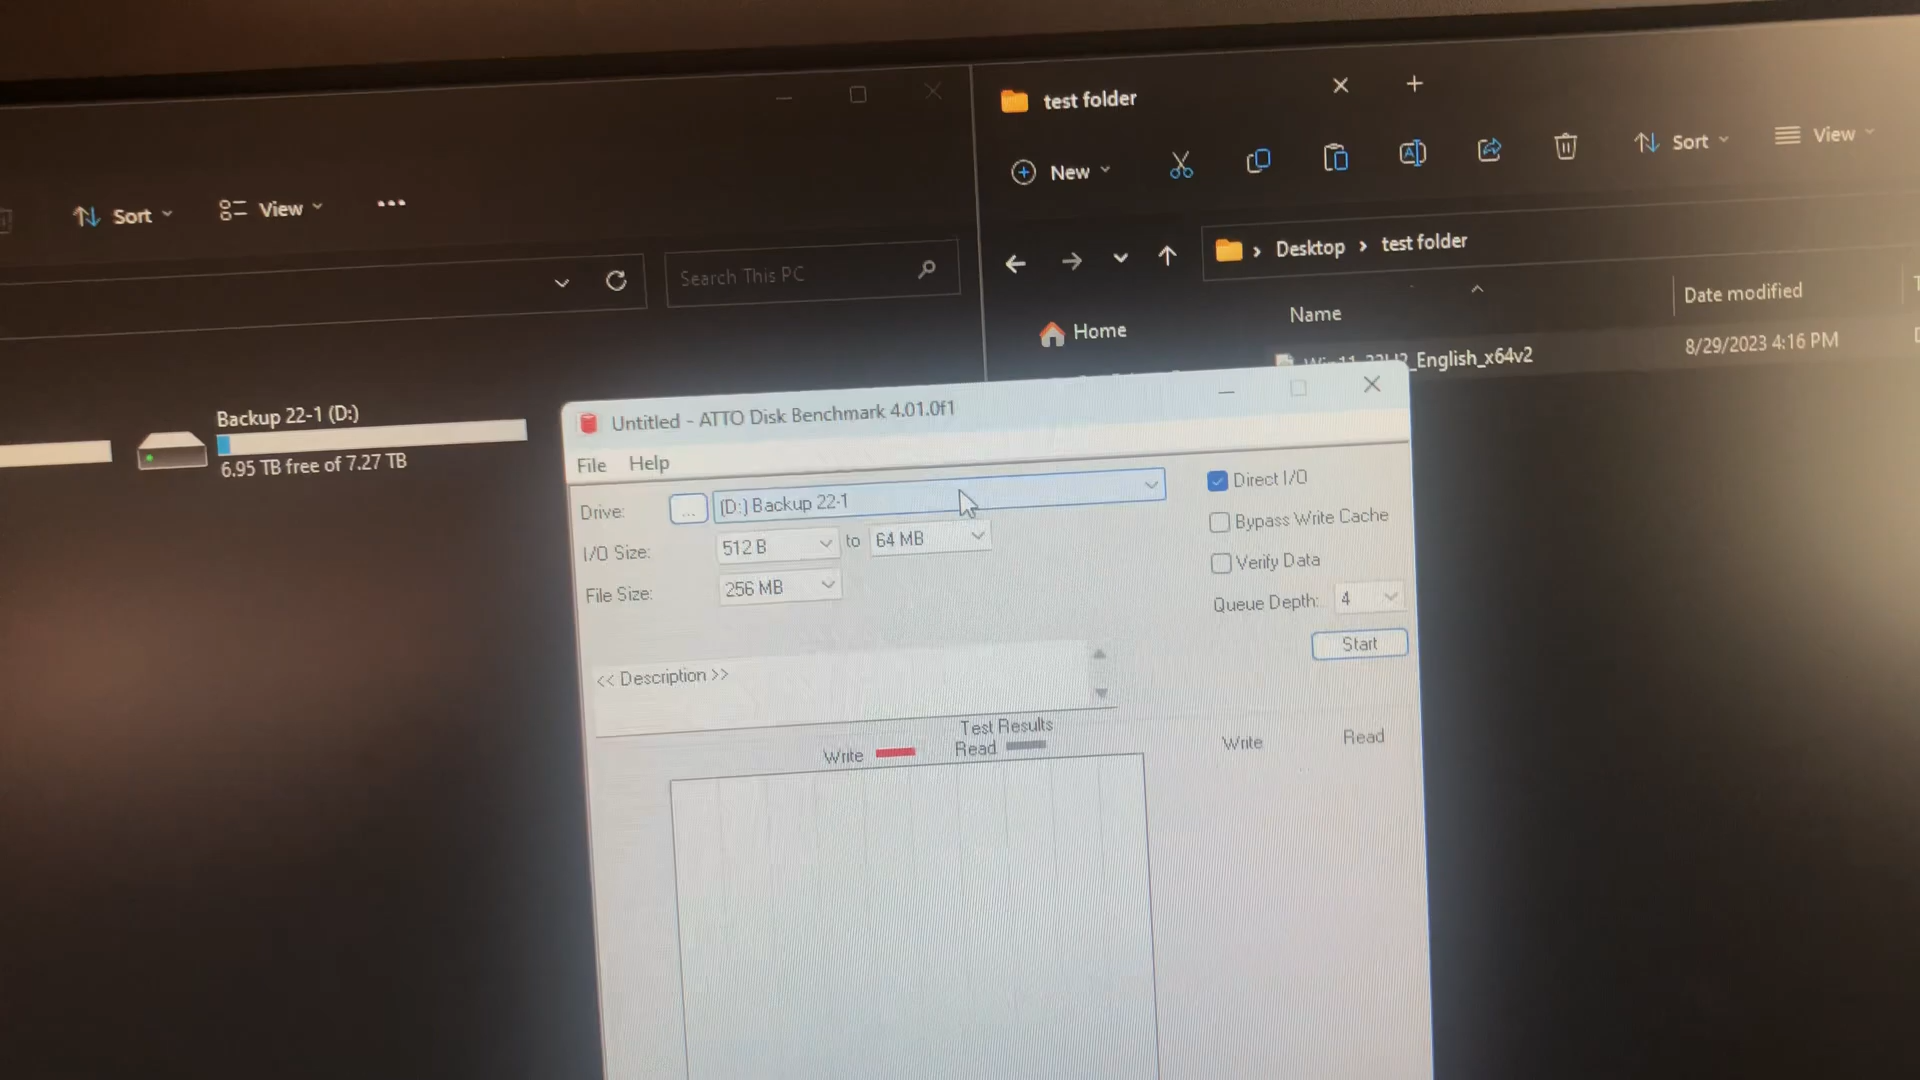 Sort
View
•••
Search This PC
Backup 22-1 (D:)
6.95 TB free of 7.27 TB
test folder
New
Sort
View
Desktop > test folder
Name
Date modified
Home
Win11_22H2_English_x64v2
8/29/2023 4:16 PM
Untitled - ATTO Disk Benchmark 4.01.0f1
File Help
Drive: ... (D:) Backup 22-1
I/O Size: 512 B to 64 MB
File Size: 256 MB
Direct I/O
Bypass Write Cache
Verify Data
Queue Depth: 4
Start
<< Description >>
Test Results
Write Read
Write Read